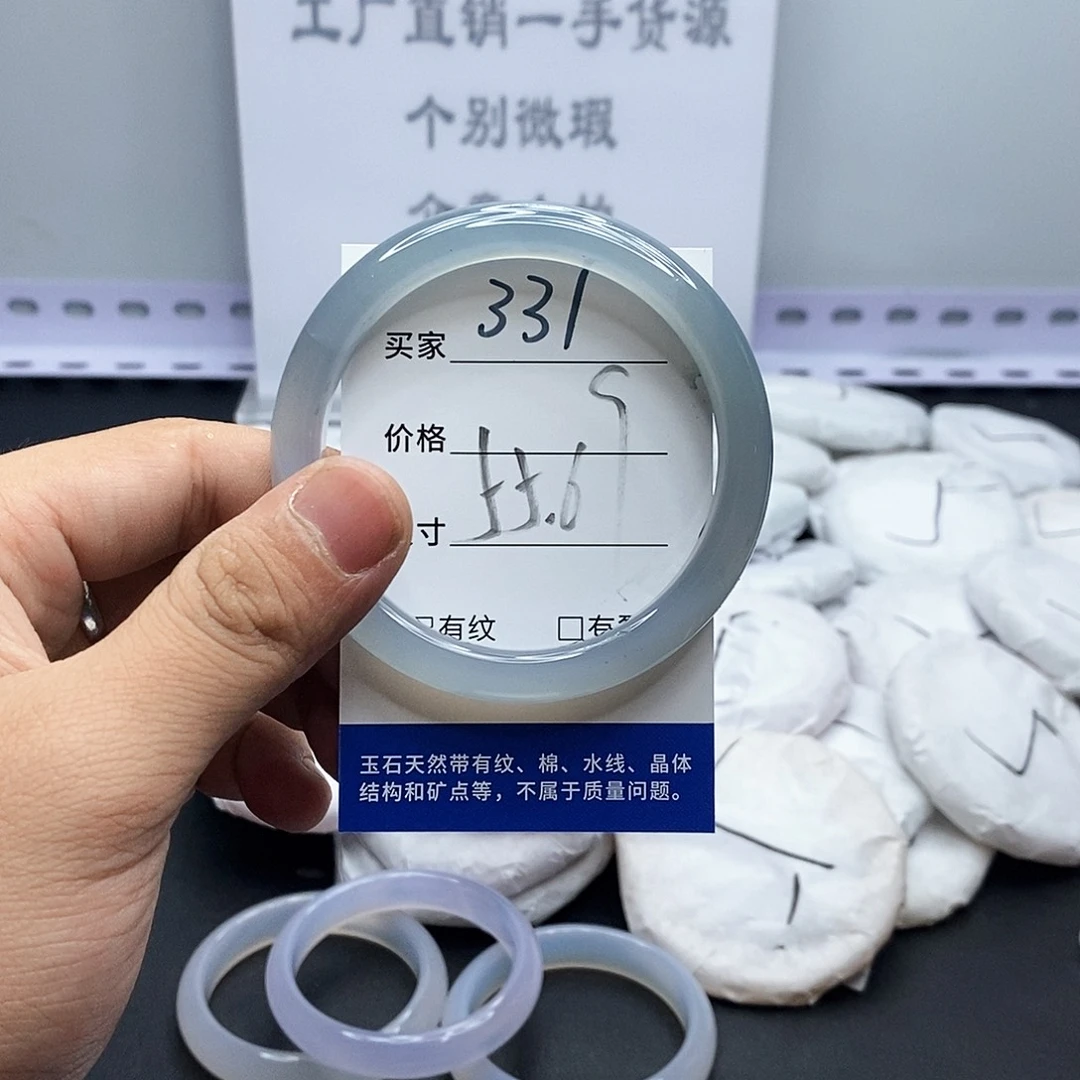 工厂直销一手货源
个别微瑕
买家 331
价格
寸 55.6
□有纹 □有
玉石天然带有纹、棉、水线、晶体
结构和矿点等，不属于质量问题。